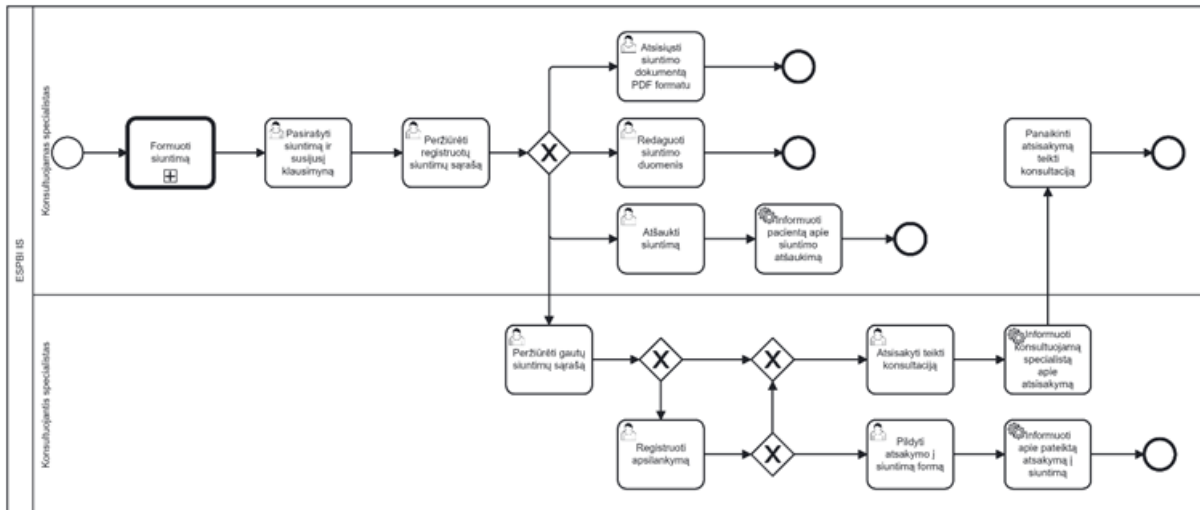 ESPBI IS
Konsultuojamas specialistas
Formuoti
siuntimą
Pasirašyti
siuntimą ir
susijusį
klausimyną
Peržiūrėti
registruotų
siuntimų sąrašą
Atsisiųsti
siuntimo
dokumentą
PDF formatu
Redaguoti
siuntimo
duomenis
Atšaukti
siuntimą
Informuoti
pacientą apie
siuntimo
atšaukimą
Panaikinti
atsisakymą
teikti
konsultaciją
Konsultuojantis specialistas
Peržiūrėti gautų
siuntimų sąrašą
Registruoti
apsilankymą
Atsisakyti teikti
konsultaciją
Informuoti
konsultuojamą
specialistą
apie
atsisakymą
Pildyti
atsakymo į
siuntimą formą
Informuoti
apie pateiktą
atsakymą į
siuntimą